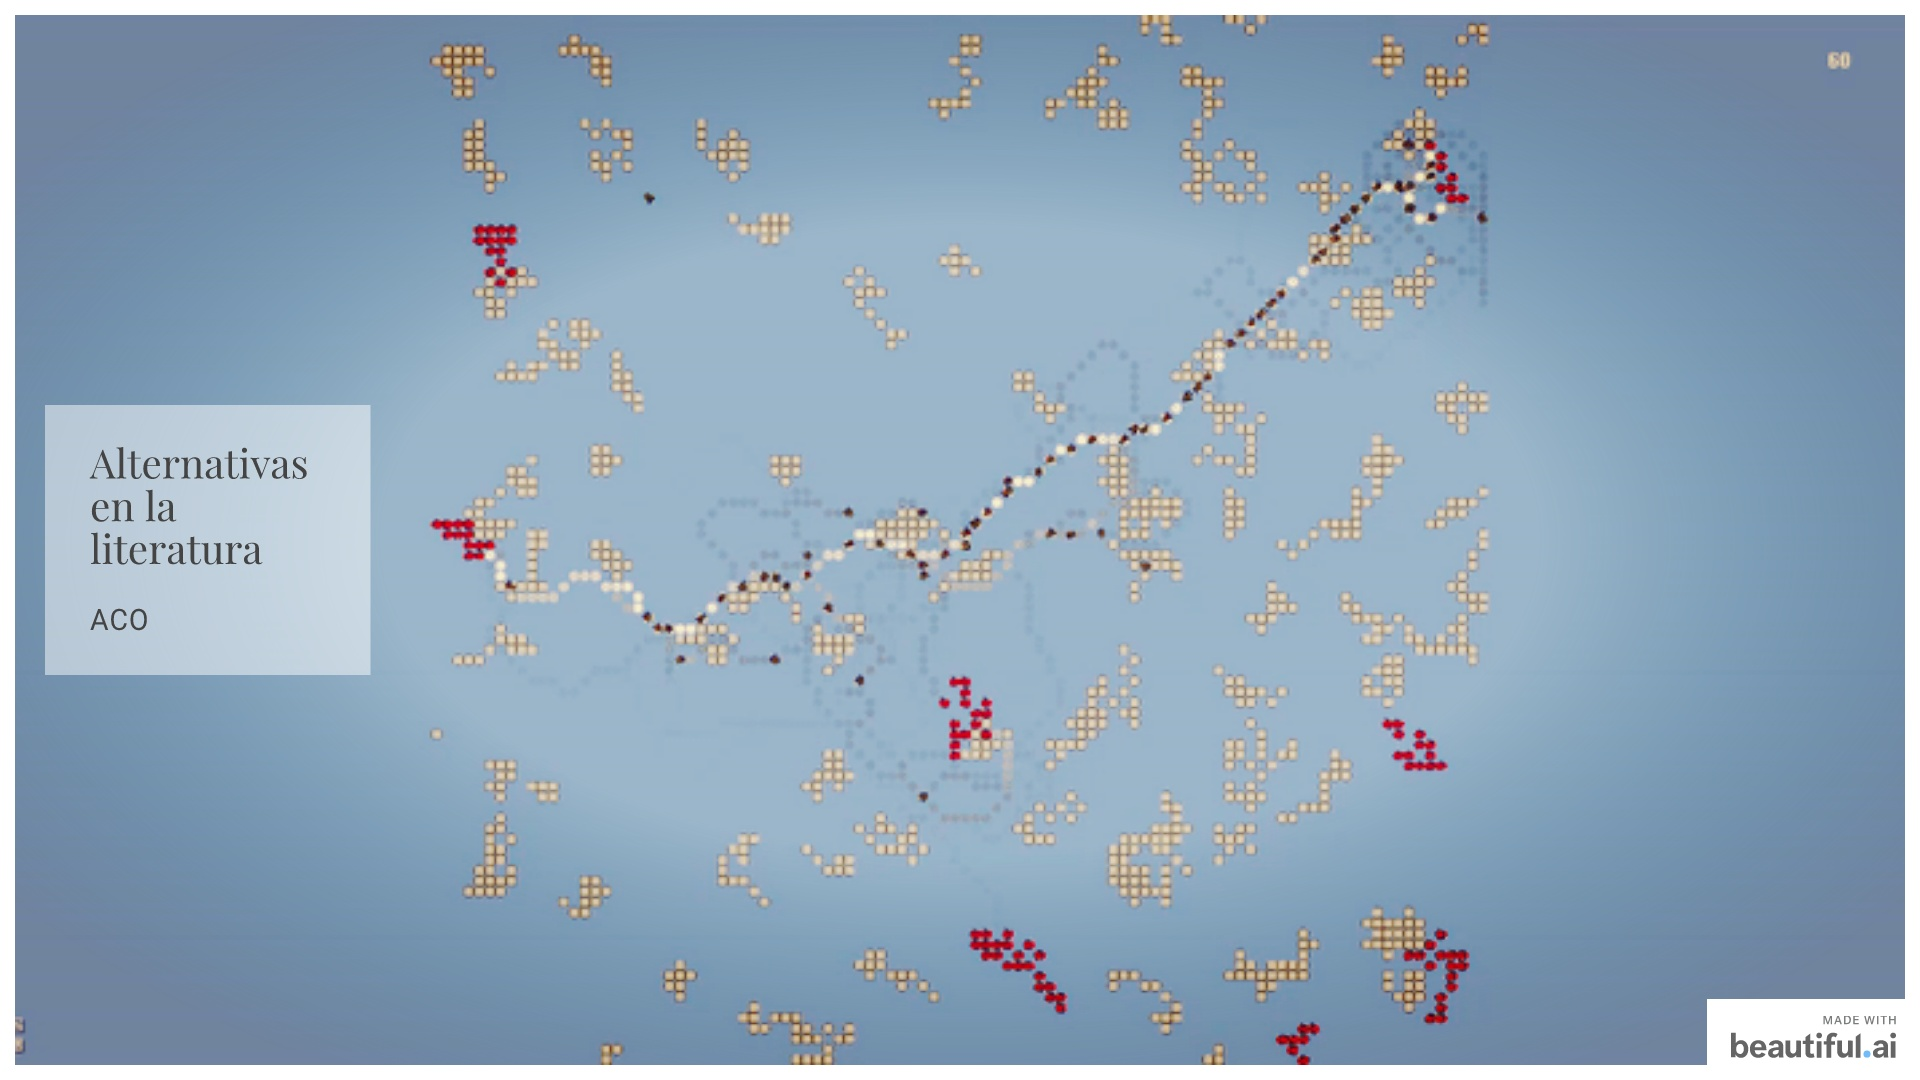 60
Alternativas
en la
literatura
ACO
MADE WITH
beautiful.ai